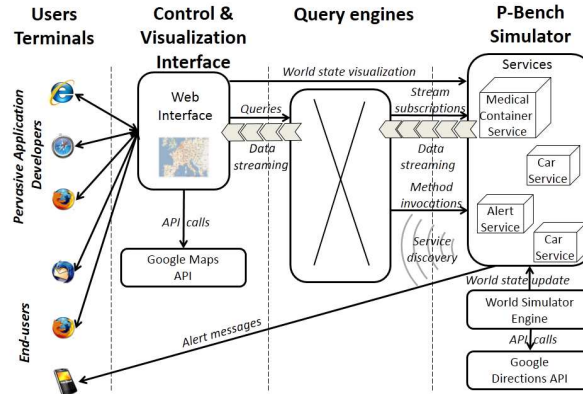 Users
Terminals
Control &
Visualization
Interface
Query engines
P-Bench
Simulator
Pervasive Application
Developers
End-users
Web
Interface
World state visualization
Queries
Data
streaming
Stream
subscriptions
Data
streaming
Method
invocations
Service
discovery
Services
Medical
Container
Service
Car
Service
Alert
Service
Car
Service
API calls
Google Maps
API
World state update
World Simulator
Engine
API calls
Google
Directions API
Alert messages